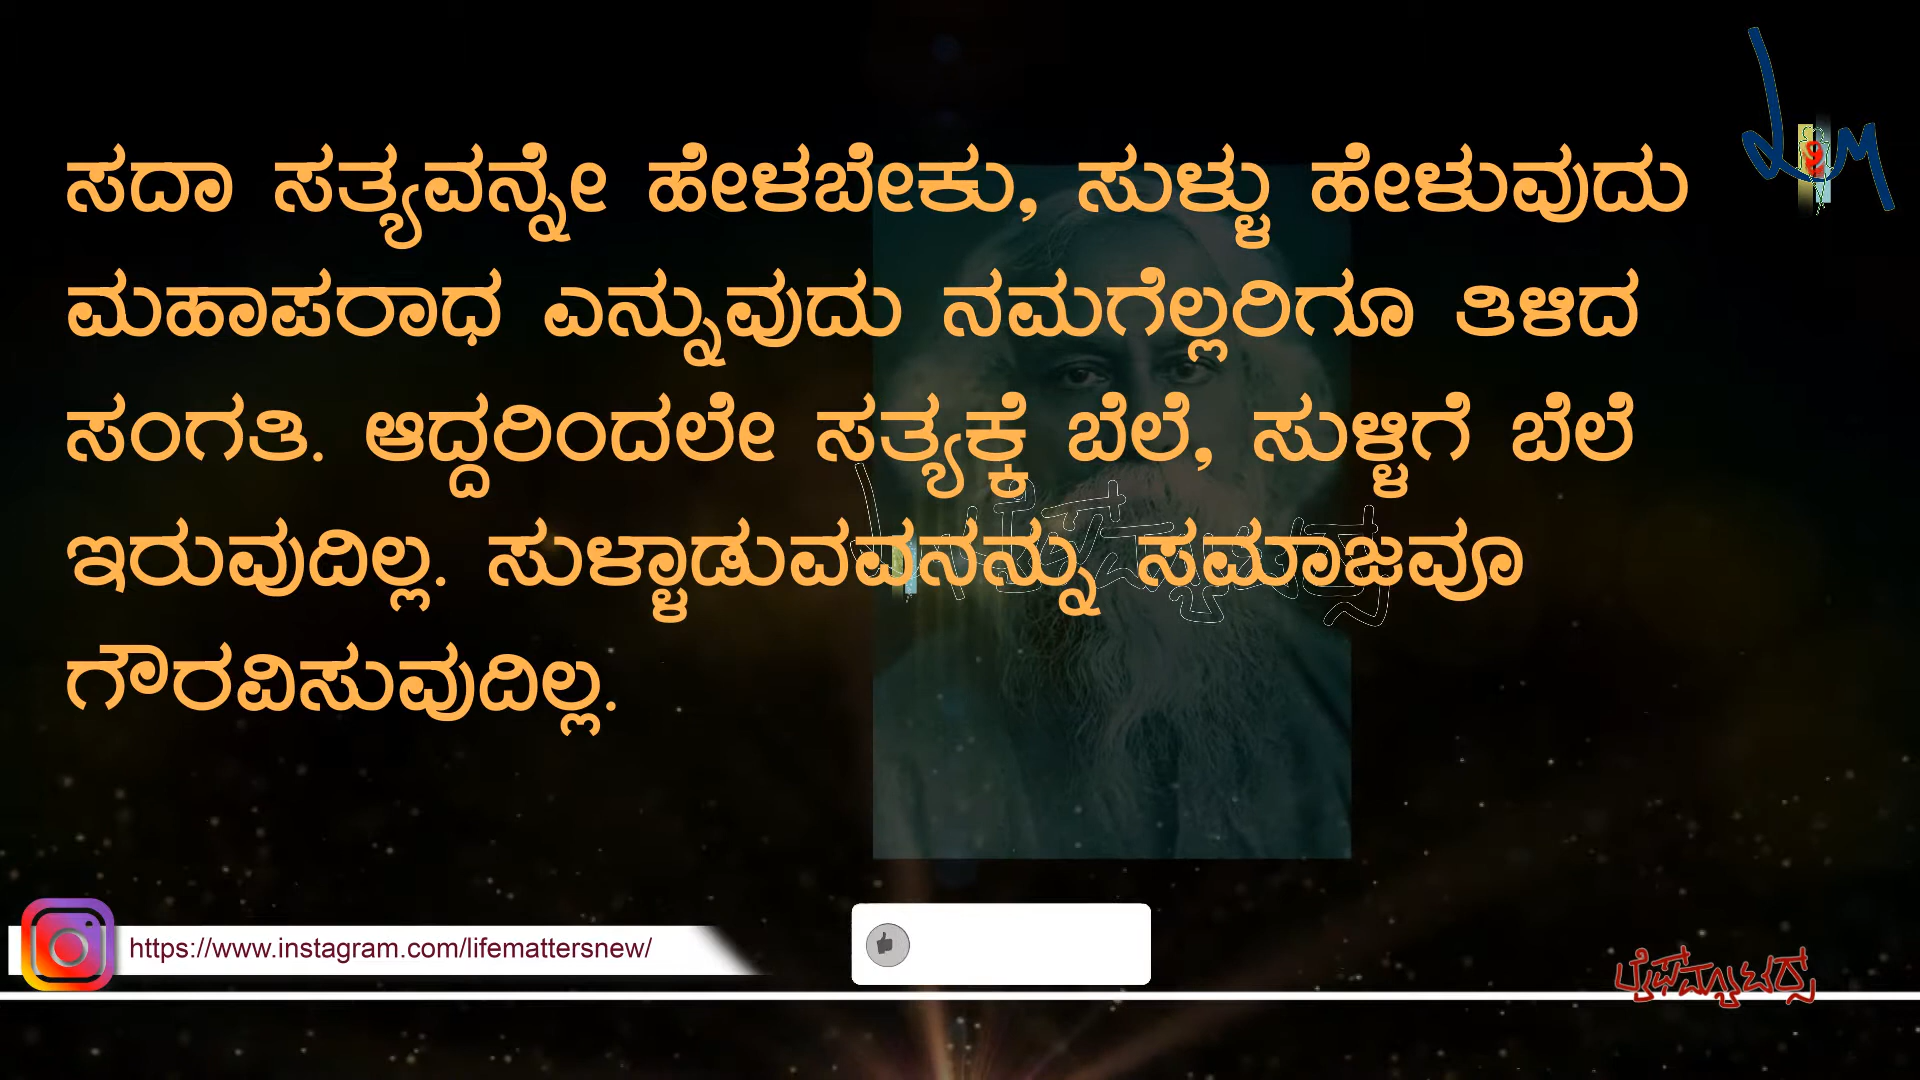 ಸದಾ ಸತ್ಯವನ್ನೇ ಹೇಳಬೇಕು, ಸುಳ್ಳು ಹೇಳುವುದು
ಮಹಾಪರಾಧ ಎನ್ನುವುದು ನಮಗೆಲ್ಲರಿಗೂ ತಿಳಿದ
ಸಂಗತಿ. ಆದ್ದರಿಂದಲೇ ಸತ್ಯಕ್ಕೆ ಬೆಲೆ, ಸುಳ್ಳಿಗೆ ಬೆಲೆ
ಇರುವುದಿಲ್ಲ. ಸುಳ್ಳಾಡುವವನನ್ನು ಸಮಾಜವೂ
ಗೌರವಿಸುವುದಿಲ್ಲ.
https://www.instagram.com/lifemattersnew/
ಲೈಫ್‌ಮ್ಯಾಟರ್ಸ್